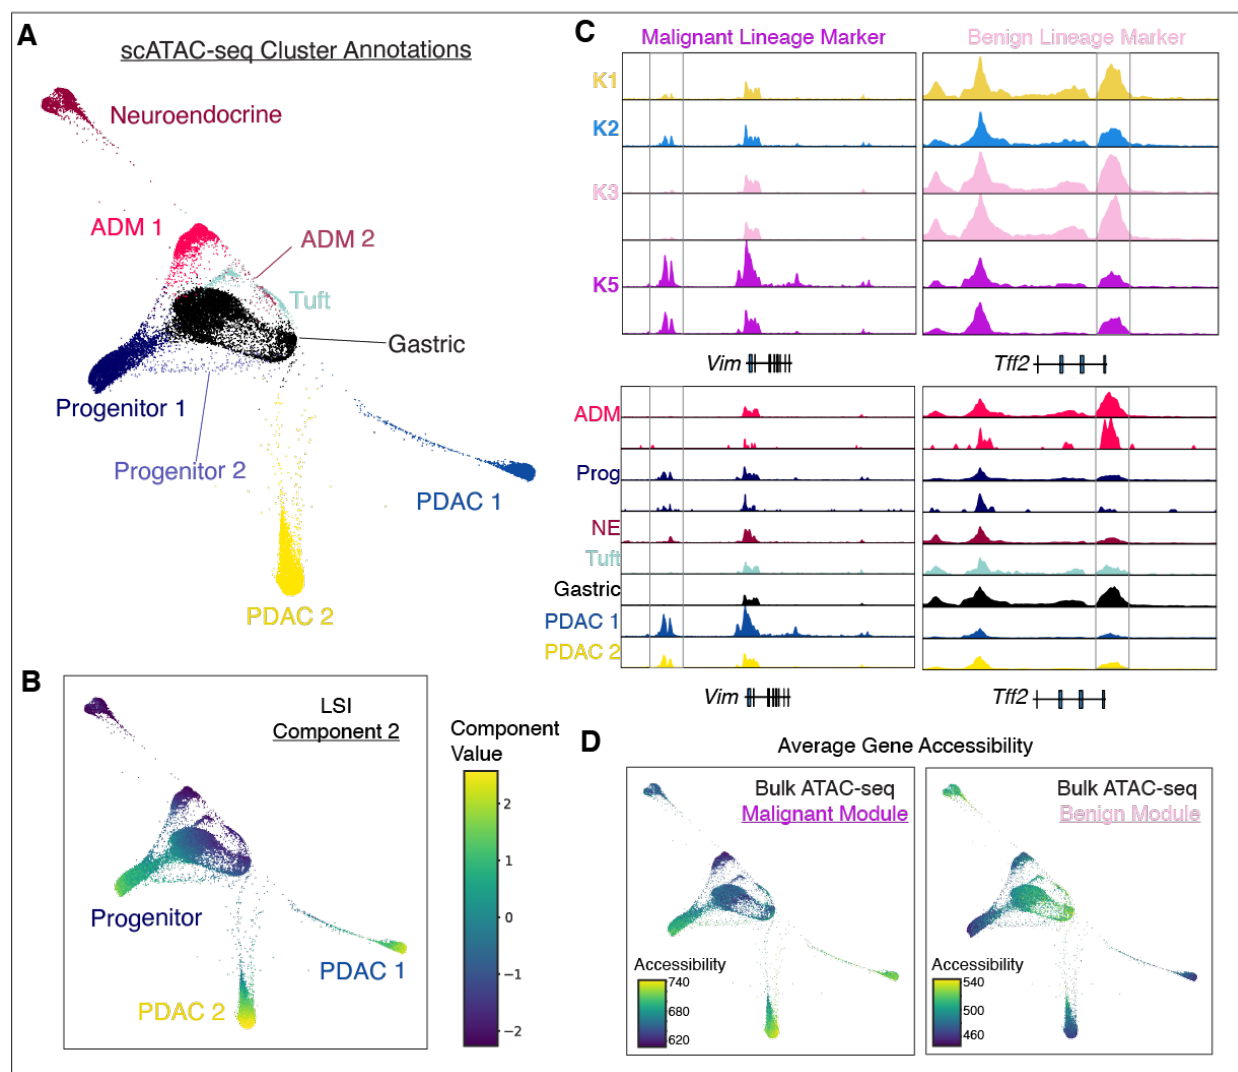 A
scATAC-seq Cluster Annotations
Neuroendocrine
ADM 1
ADM 2
Tuft
Gastric
Progenitor 1
Progenitor 2
PDAC 1
PDAC 2
B
LSI
Component 2
Progenitor
PDAC 1
PDAC 2
Component
Value
2
1
0
−1
−2
C
Malignant Lineage Marker
Benign Lineage Marker
K1
K2
K3
K5
Vim
Tff2
ADM
Prog
NE
Tuft
Gastric
PDAC 1
PDAC 2
Vim
Tff2
D
Average Gene Accessibility
Bulk ATAC-seq
Malignant Module
Accessibility
740
680
620
Bulk ATAC-seq
Benign Module
Accessibility
540
500
460